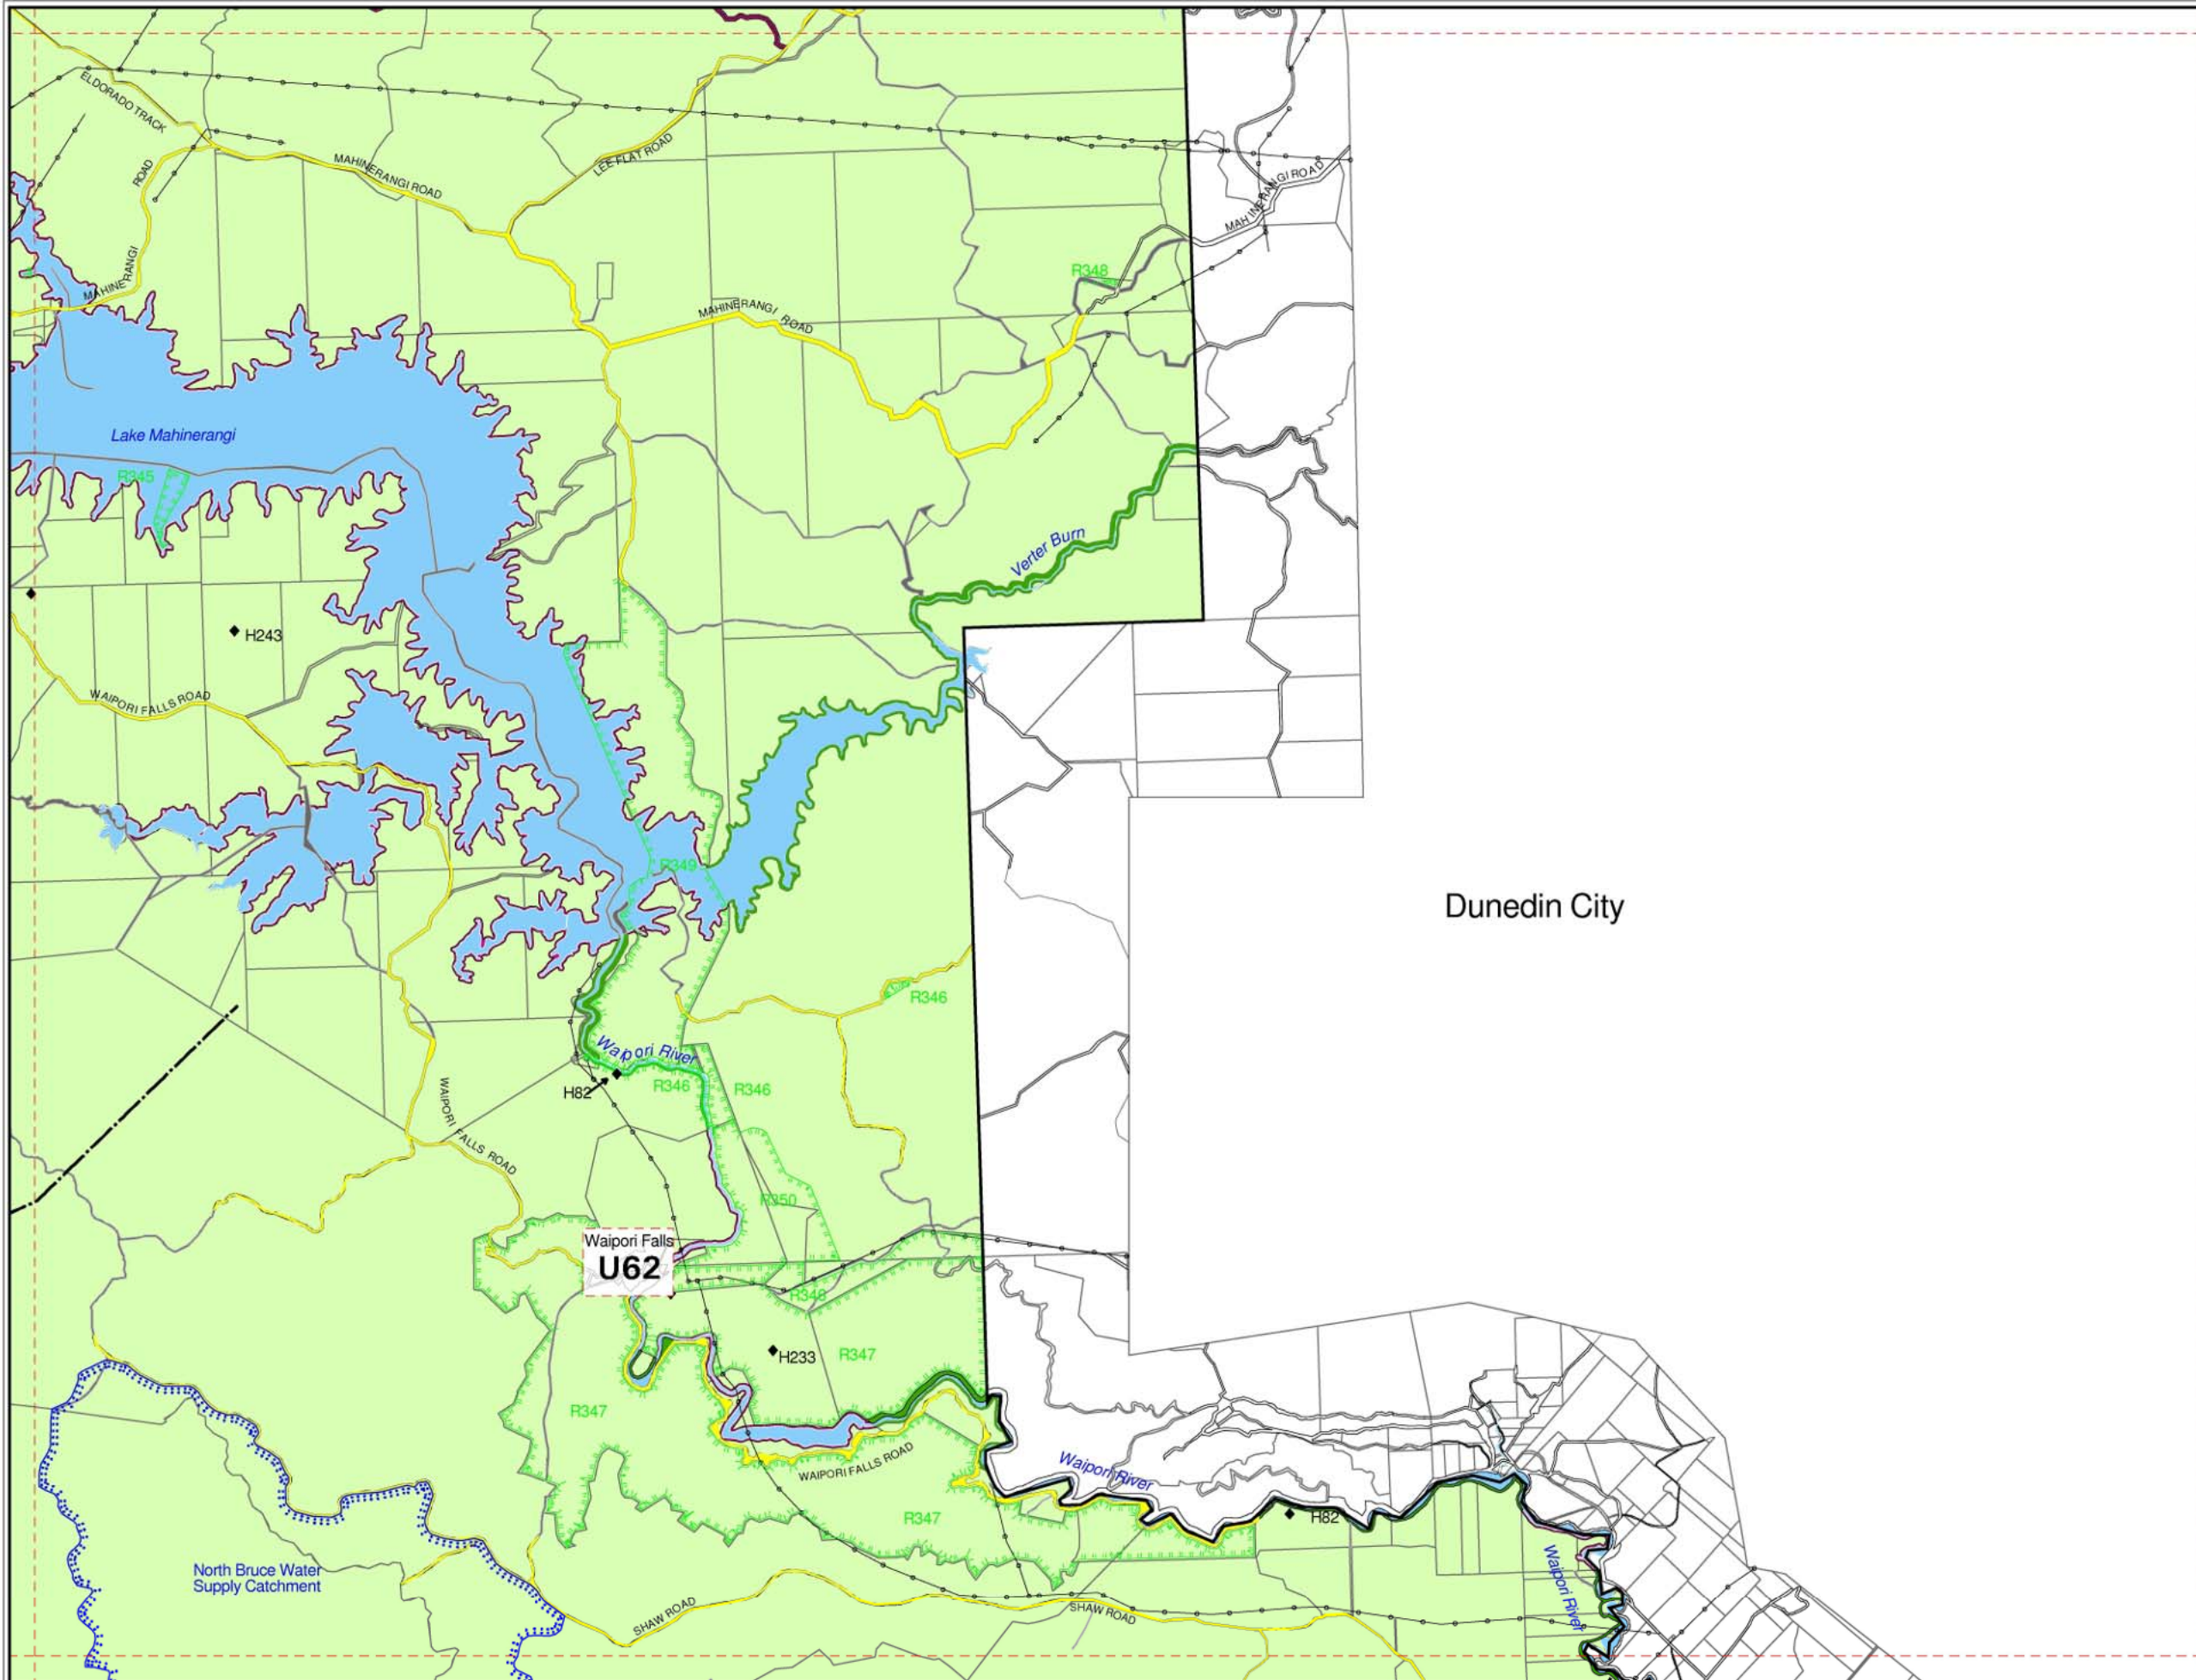 ELDORADO TRACK
ROAD
MAHINERANGI ROAD
LEE FLAT ROAD
MAHINERANGI ROAD
MAHINERANGI
R348
MAHINERANGI ROAD
Lake Mahinerangi
R345
Verter Burn
H243
WAIPORI FALLS ROAD
R349
Dunedin City
R346
Waipori River
H82
R346
R346
WAIPORI FALLS ROAD
R350
Waipori Falls
U62
R348
H233
R347
R347
WAIPORI FALLS ROAD
Waipori River
R347
H82
North Bruce Water
Supply Catchment
Waipori River
SHAW ROAD
SHAW ROAD